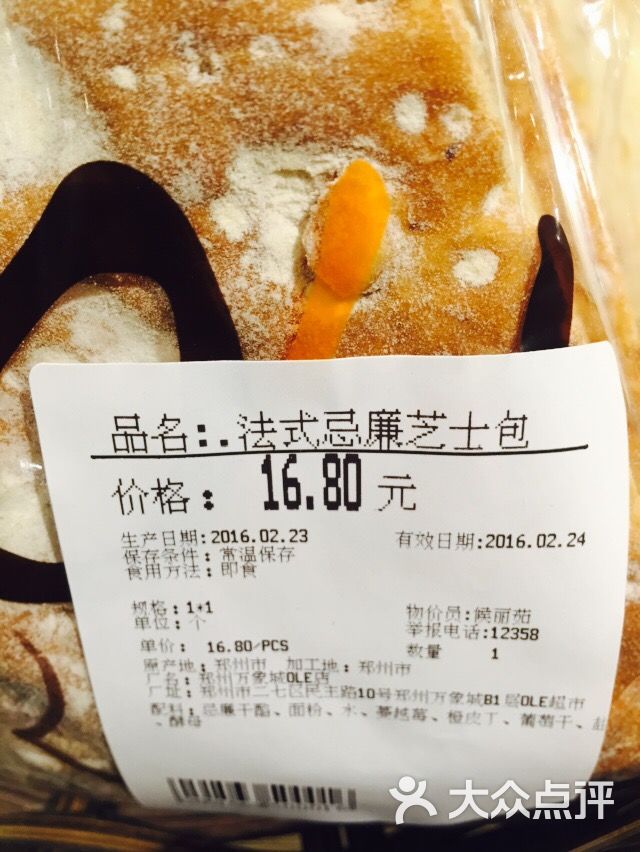 品名:.法式忌廉芝士包
价格: 16.80 元
生产日期:2016.02.23 有效日期:2016.02.24
保存条件: 常温保存
食用方法: 即食
规格:1*1 物价员:候丽茹
单位: 个 举报电话:12358
单价: 16.80/PCS 数量 1
原产地: 郑州市 加工地: 郑州市
厂名: 郑州万象城OLE店
厂址: 郑州市二七区民主路10号郑州万象城B1层OLE超市
配料: 忌廉干酪、面粉、水、蔓越莓、橙皮丁、葡萄干、盐
、酵母
大众点评